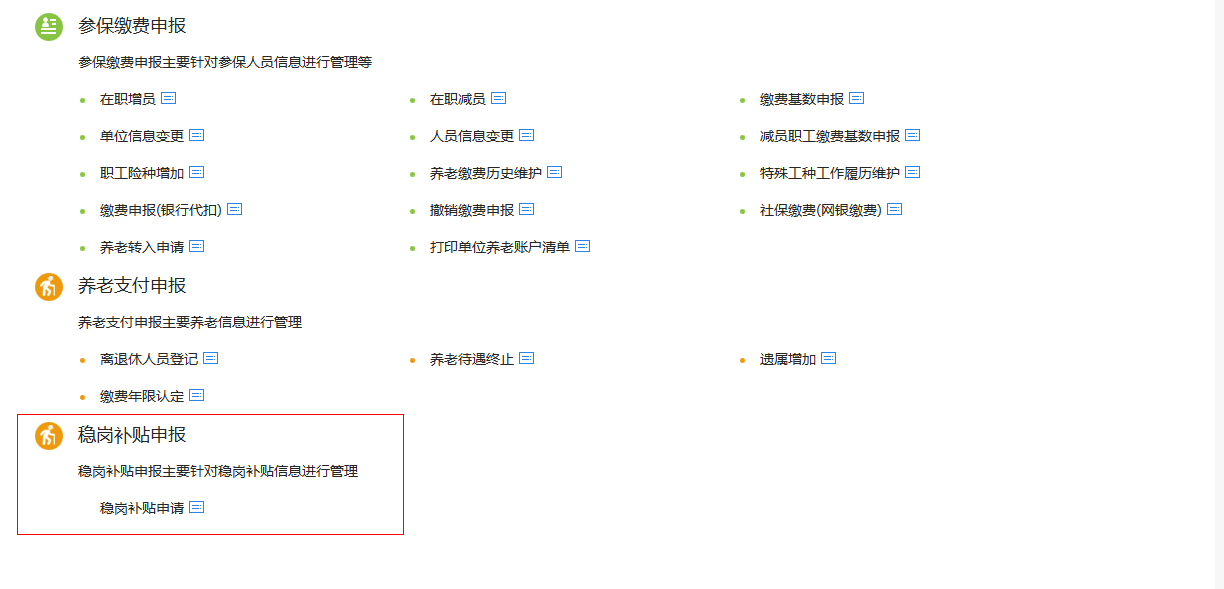 参保缴费申报
参保缴费申报主要针对参保人员信息进行管理等
在职增员 在职减员 缴费基数申报
单位信息变更 人员信息变更 减员职工缴费基数申报
职工险种增加 养老缴费历史维护 特殊工种工作履历维护
缴费申报(银行代扣) 撤销缴费申报 社保缴费(网银缴费)
养老转入申请 打印单位养老账户清单
养老支付申报
养老支付申报主要养老信息进行管理
离退休人员登记 养老待遇终止 遗属增加
缴费年限认定
稳岗补贴申报
稳岗补贴申报主要针对稳岗补贴信息进行管理
稳岗补贴申请